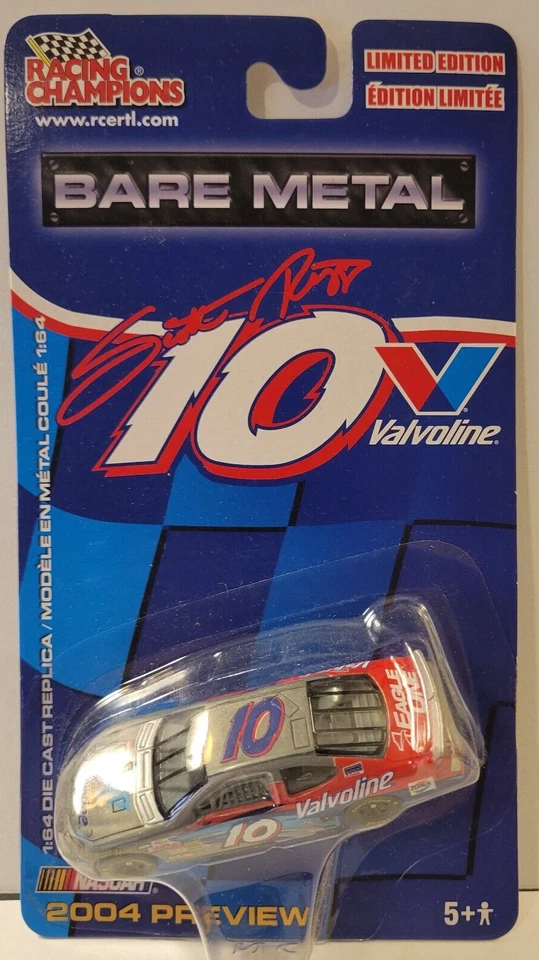 RACING
CHAMPIONS®
www.rcertl.com
LIMITED EDITION
ÉDITION LIMITÉE
BARE METAL
10
Valvoline®
1:64 DIE CAST REPLICA / MODÈLE EN MÉTAL COULÉ 1:64
10
EAGLE
ONE
Valvoline
10
NASCAR®
2004 PREVIEW
5+